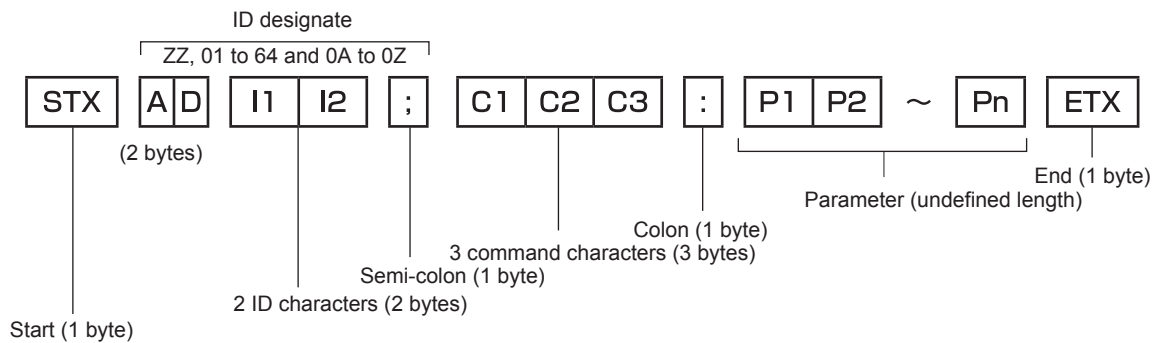 ID designate
ZZ, 01 to 64 and 0A to 0Z
STX A D I1 I2 ; C1 C2 C3 : P1 P2 ~ Pn ETX
(2 bytes)
End (1 byte)
Parameter (undefined length)
Colon (1 byte)
3 command characters (3 bytes)
Semi-colon (1 byte)
2 ID characters (2 bytes)
Start (1 byte)